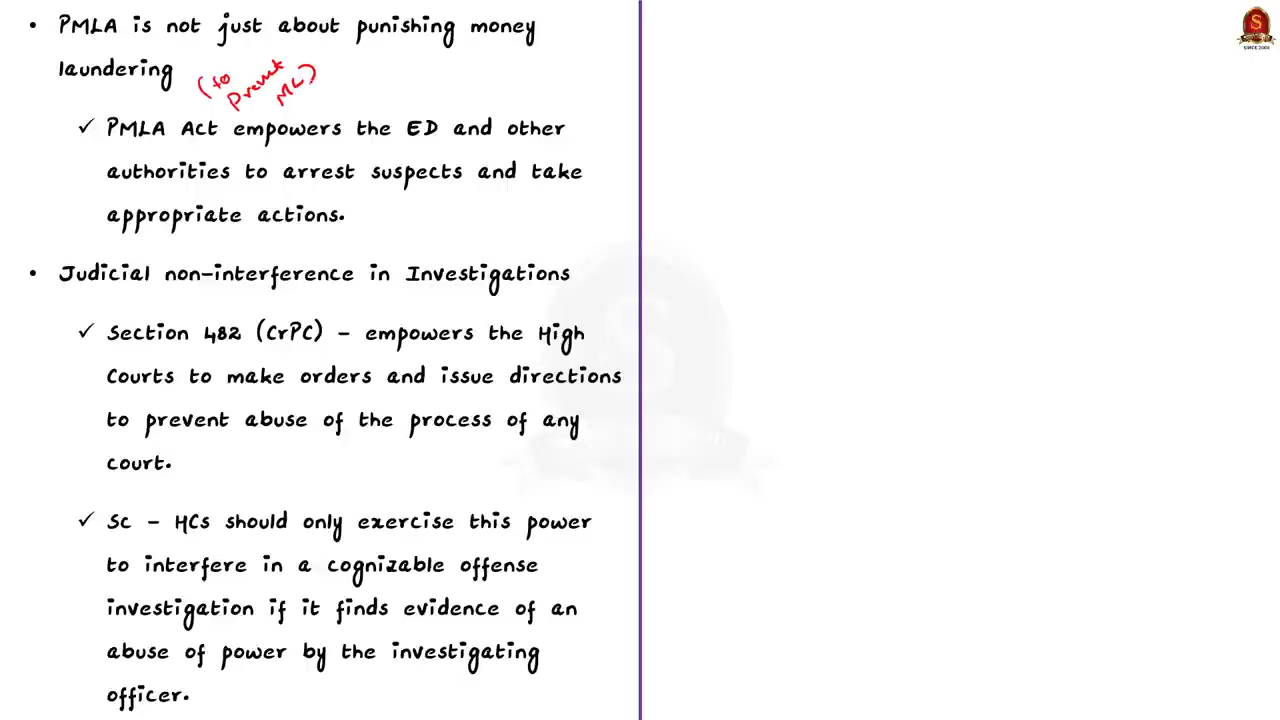 • PMLA is not just about punishing money
laundering
(to
Prevent
ML)
✓ PMLA Act empowers the ED and other
authorities to arrest suspects and take
appropriate actions.
• Judicial non-interference in Investigations
✓ Section 482 (CrPC) - empowers the High
Courts to make orders and issue directions
to prevent abuse of the process of any
court.
✓ Sc - HCs should only exercise this power
to interfere in a cognizable offense
investigation if it finds evidence of an
abuse of power by the investigating
officer.
S
SINCE 2004